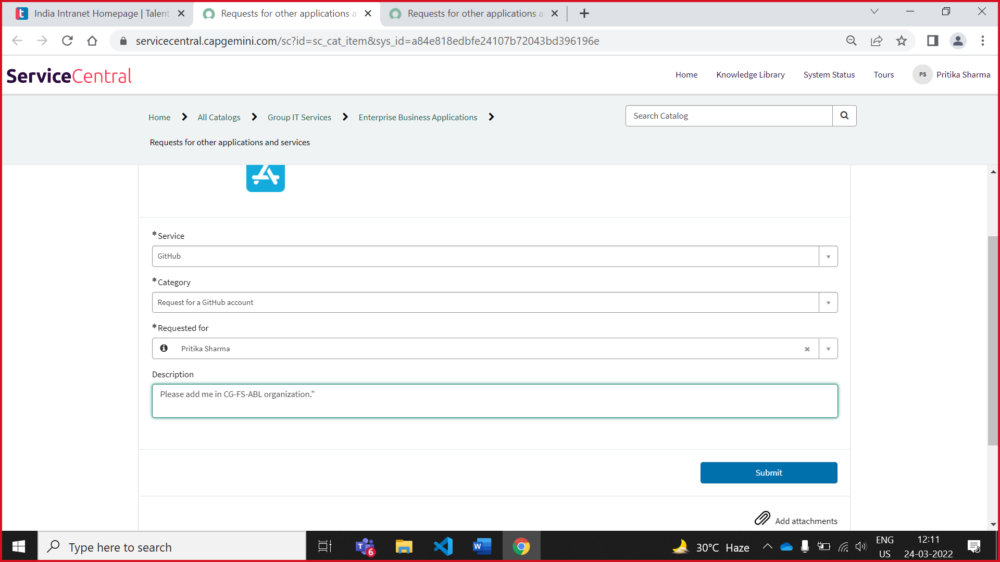 India Intranet Homepage | Talent
Requests for other applications a
Requests for other applications a
servicecentral.capgemini.com/sc?id=sc_cat_item&sys_id=a84e818edbfe24107b72043bd396196e
ServiceCentral
Home
Knowledge Library
System Status
Tours
PS
Pritika Sharma
Home
All Catalogs
Group IT Services
Enterprise Business Applications
Search Catalog
Requests for other applications and services
*Service
GitHub
*Category
Request for a GitHub account
*Requested for
Pritika Sharma
Description
Please add me in CG-FS-ABL organization."
Submit
Add attachments
Type here to search
6
30°C Haze
ENG
US
12:11
24-03-2022